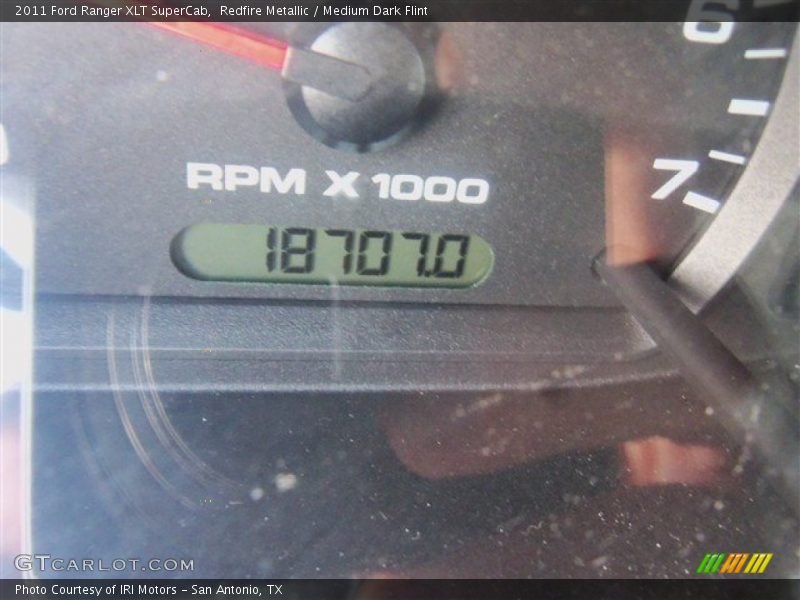 2011 Ford Ranger XLT SuperCab,  Redfire Metallic / Medium Dark Flint
6
7
RPM X 1000
18707.0
GTCARLOT.COM
Photo Courtesy of IRI Motors – San Antonio, TX